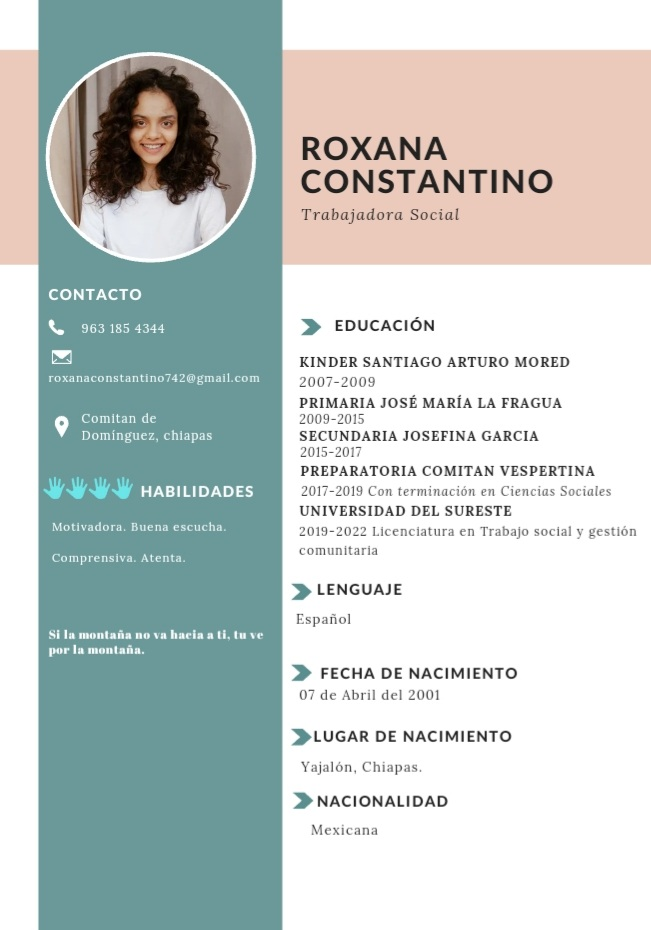 ROXANA
CONSTANTINO
Trabajadora Social
CONTACTO
963 185 4344
roxanaconstantino742@gmail.com
Comitan de
Domínguez, chiapas
HABILIDADES
Motivadora. Buena escucha.
Comprensiva. Atenta.
Si la montaña no va hacia a ti, tu ve
por la montaña.
EDUCACIÓN
KINDER SANTIAGO ARTURO MORED
2007-2009
PRIMARIA JOSÉ MARÍA LA FRAGUA
2009-2015
SECUNDARIA JOSEFINA GARCIA
2015-2017
PREPARATORIA COMITAN VESPERTINA
2017-2019 Con terminación en Ciencias Sociales
UNIVERSIDAD DEL SURESTE
2019-2022 Licenciatura en Trabajo social y gestión
comunitaria
LENGUAJE
Español
FECHA DE NACIMIENTO
07 de Abril del 2001
LUGAR DE NACIMIENTO
Yajalón, Chiapas.
NACIONALIDAD
Mexicana